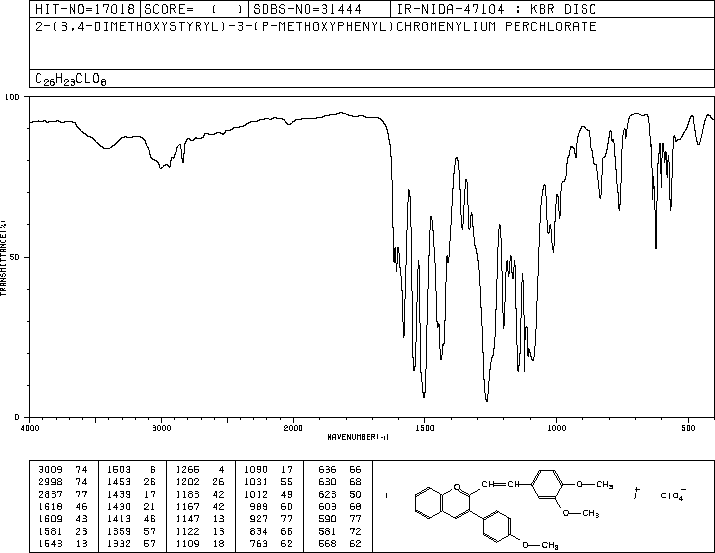 HIT-NO=17018 SCORE= ( ) SDBS-NO=31444 IR-NIDA-47104 : KBR DISC
2-(3,4-DIMETHOXYSTYRYL)-3-(P-METHOXYPHENYL)CHROMENYLIUM PERCHLORATE
C26H23CLO8
100
50
0
TRANSMITTANCE(%)
4000 3000 2000 1500 1000 500
WAVENUMBER(-1)
3009 74 1503 6 1266 4 1090 17 636 66
2998 74 1453 26 1202 26 1031 55 630 68
2837 77 1439 17 1183 42 1012 49 623 50
1618 46 1430 21 1167 42 989 60 603 68
1609 43 1413 46 1147 13 927 77 590 77
1581 23 1359 57 1122 13 834 66 581 72
1543 13 1332 57 1109 18 763 62 568 62
O CH=CH O-CH3
O-CH3
O-CH3
+ ClO4-